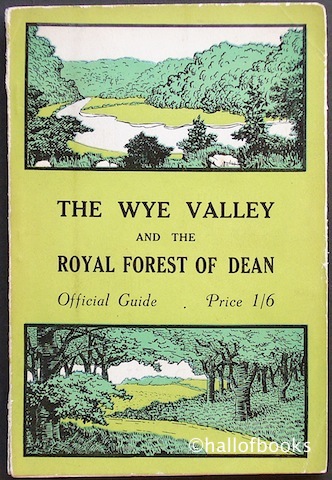 THE WYE VALLEY
AND THE
ROYAL FOREST OF DEAN
Official Guide . Price 1/6
©hallofbooks